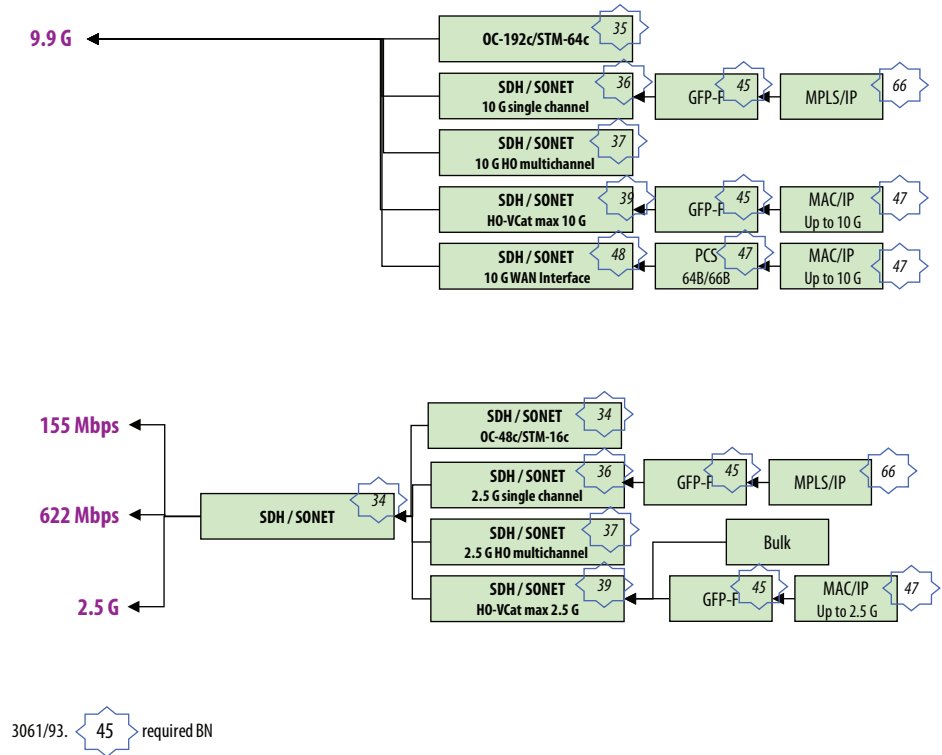 9.9 G
OC-192c/STM-64c
35
SDH / SONET
10 G single channel
36
GFP-F
45
MPLS/IP
66
SDH / SONET
10 G HO multichannel
37
SDH / SONET
HO-VCat max 10 G
39
GFP-F
45
MAC/IP
Up to 10 G
47
SDH / SONET
10 G WAN Interface
48
PCS
64B/66B
47
MAC/IP
Up to 10 G
47
155 Mbps
622 Mbps
2.5 G
SDH / SONET
34
SDH / SONET
OC-48c/STM-16c
34
SDH / SONET
2.5 G single channel
36
GFP-F
45
MPLS/IP
66
SDH / SONET
2.5 G HO multichannel
37
Bulk
SDH / SONET
HO-VCat max 2.5 G
39
GFP-F
45
MAC/IP
Up to 2.5 G
47
3061/93. 45 required BN